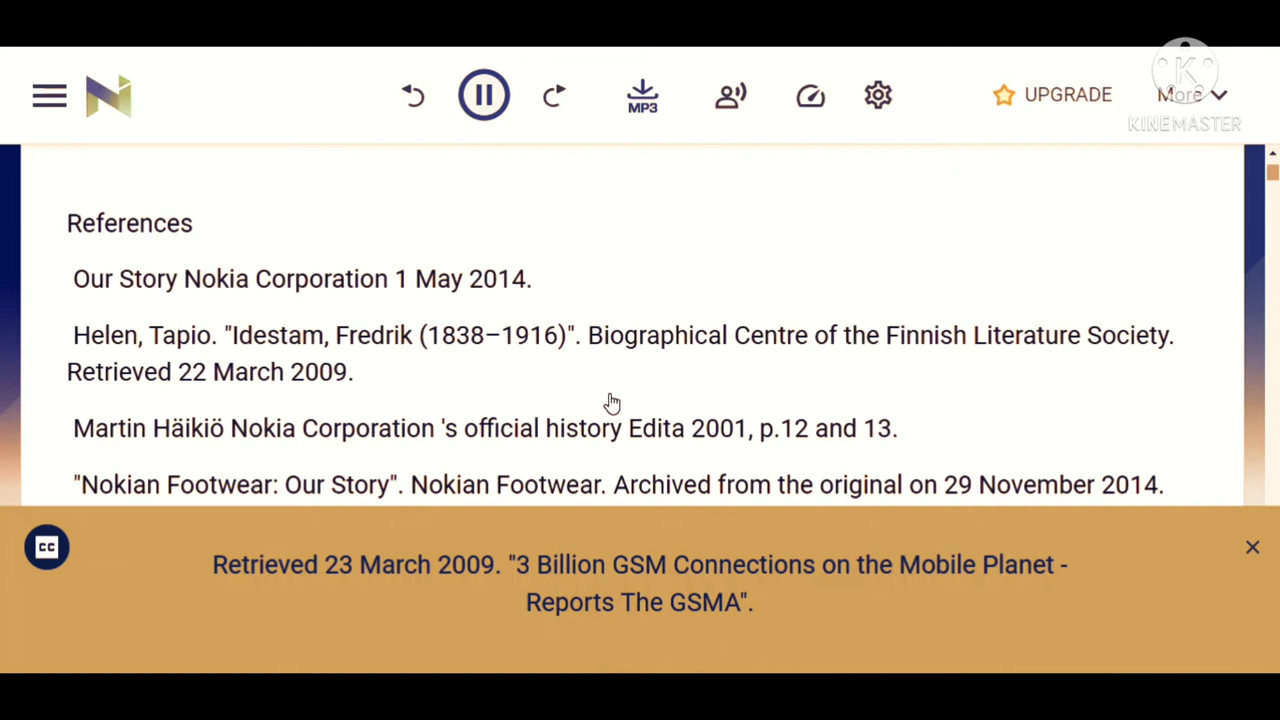 MP3
UPGRADE
More
KINEMASTER
References
Our Story Nokia Corporation 1 May 2014.
Helen, Tapio. "Idestam, Fredrik (1838–1916)". Biographical Centre of the Finnish Literature Society.
Retrieved 22 March 2009.
Martin Häikiö Nokia Corporation 's official history Edita 2001, p.12 and 13.
"Nokian Footwear: Our Story". Nokian Footwear. Archived from the original on 29 November 2014.
CC
Retrieved 23 March 2009. "3 Billion GSM Connections on the Mobile Planet -
Reports The GSMA".